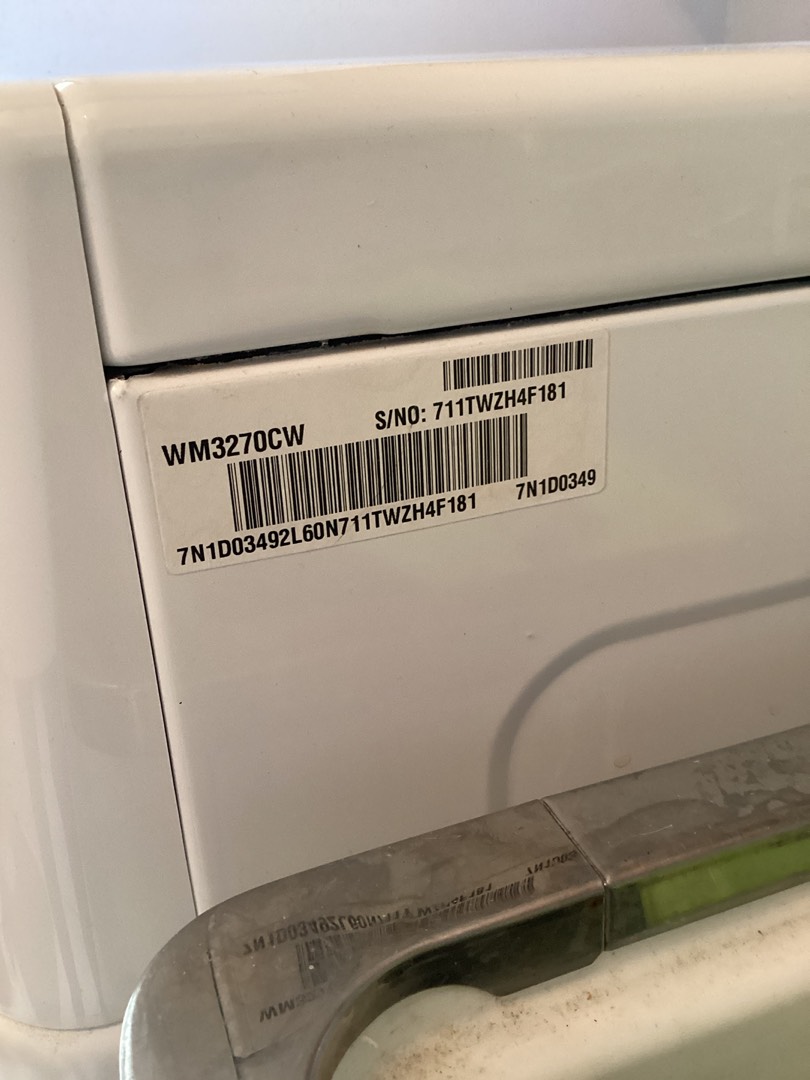 WM3270CW
S/NO: 711TWZH4F181
7N1D03492L60N711TWZH4F181
7N1D0349